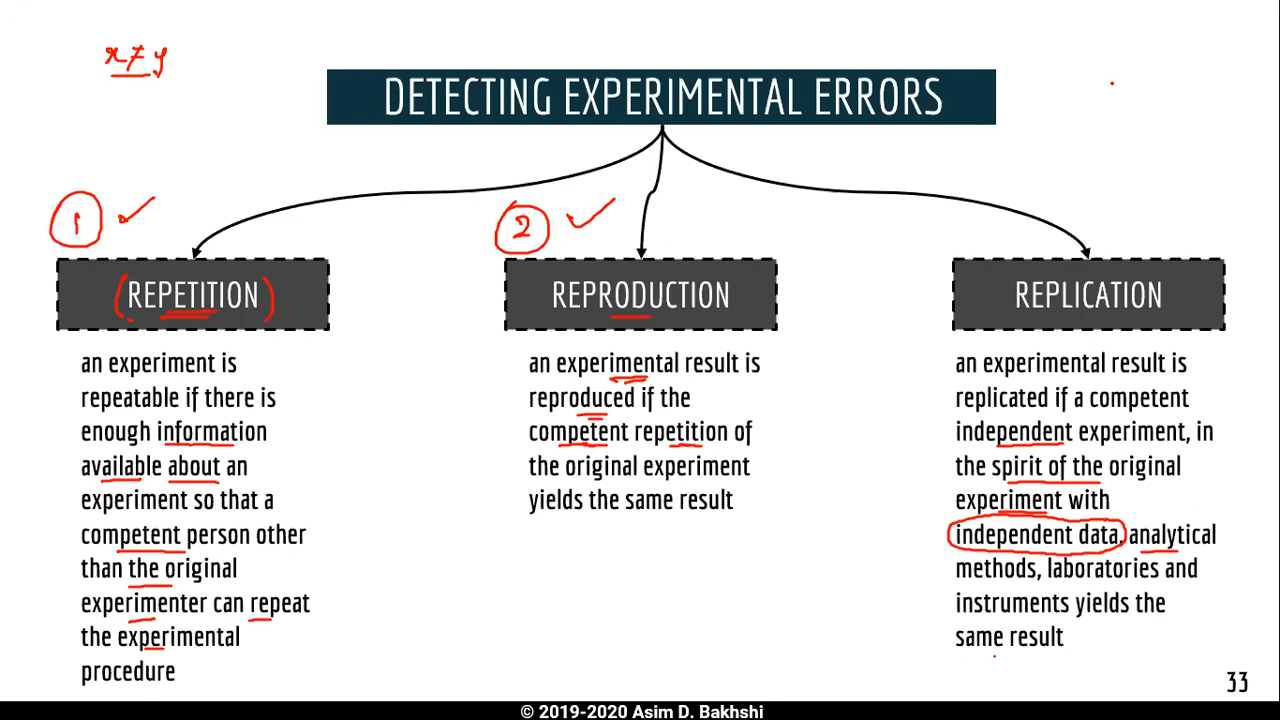 x ≠ y
DETECTING EXPERIMENTAL ERRORS
1
2
REPETITION
REPRODUCTION
REPLICATION
an experiment is
repeatable if there is
enough information
available about an
experiment so that a
competent person other
than the original
experimenter can repeat
the experimental
procedure
an experimental result is
reproduced if the
competent repetition of
the original experiment
yields the same result
an experimental result is
replicated if a competent
independent experiment, in
the spirit of the original
experiment with
independent data, analytical
methods, laboratories and
instruments yields the
same result
33
© 2019-2020 Asim D. Bakhshi